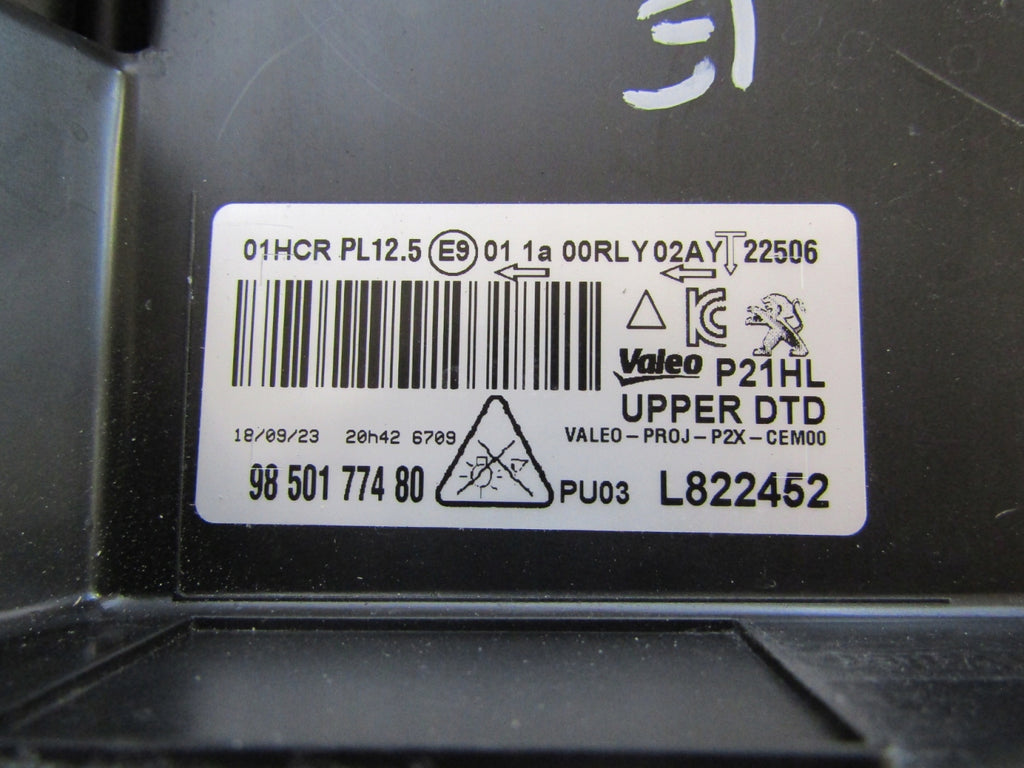 01HCR PL12.5 E9 01 1a 00RLY 02AY 22506
KC
Valeo P21HL
UPPER DTD
18/09/23 20h42 6709 VALEO-PROJ-P2X-CEM00
98 501 774 80 PU03 L822452